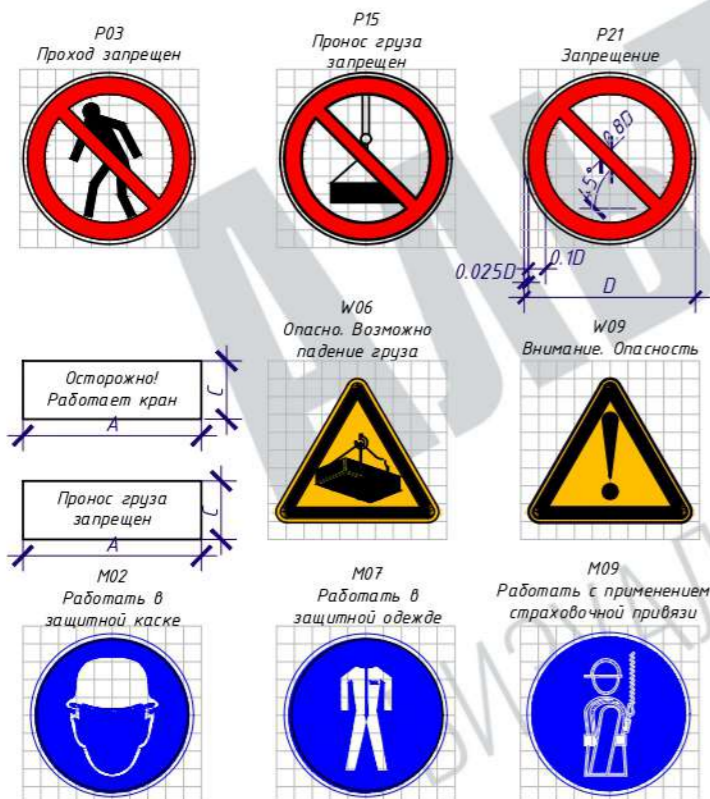 P03
Проход запрещен
P15
Пронос груза
запрещен
P21
Запрещение
0.8D
45°
0.025D
0.1D
D
W06
Опасно. Возможно
падение груза
W09
Внимание. Опасность
Осторожно!
Работает кран
C
A
Пронос груза
запрещен
C
A
M02
Работать в
защитной каске
M07
Работать в
защитной одежде
M09
Работать с применением
страховочной привязи